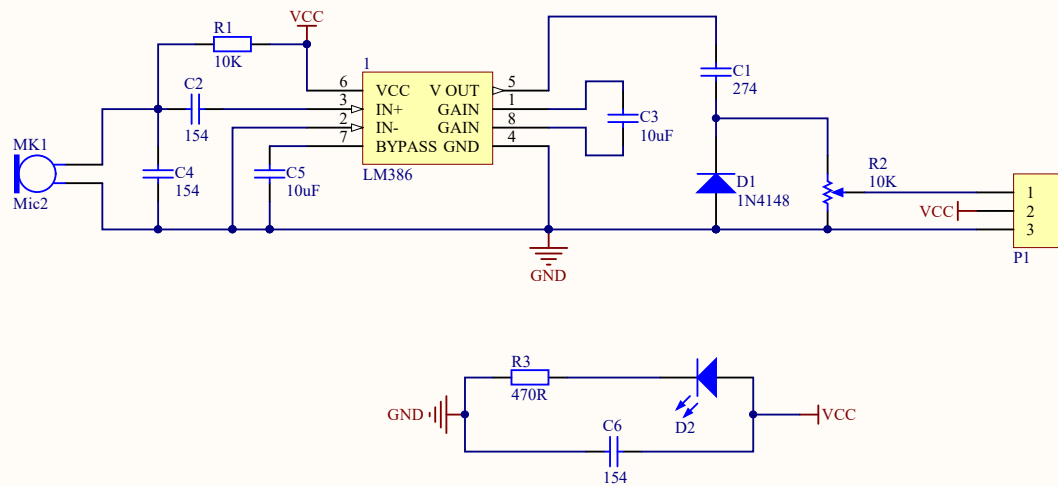 VCC
R1
10K
1
6
VCC
V OUT
5
C1
274
C2
154
3
IN+
GAIN
1
2
IN-
GAIN
8
C3
10uF
7
BYPASS
GND
4
LM386
MK1
Mic2
C4
154
C5
10uF
D1
1N4148
R2
10K
VCC
1
2
3
P1
GND
R3
470R
D2
GND
VCC
C6
154